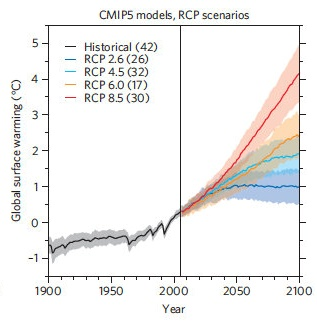 CMIP5 models, RCP scenarios
Historical (42)
RCP 2.6 (26)
RCP 4.5 (32)
RCP 6.0 (17)
RCP 8.5 (30)
Global surface warming (°C)
5
4
3
2
1
0
–1
1900
1950
2000
2050
2100
Year